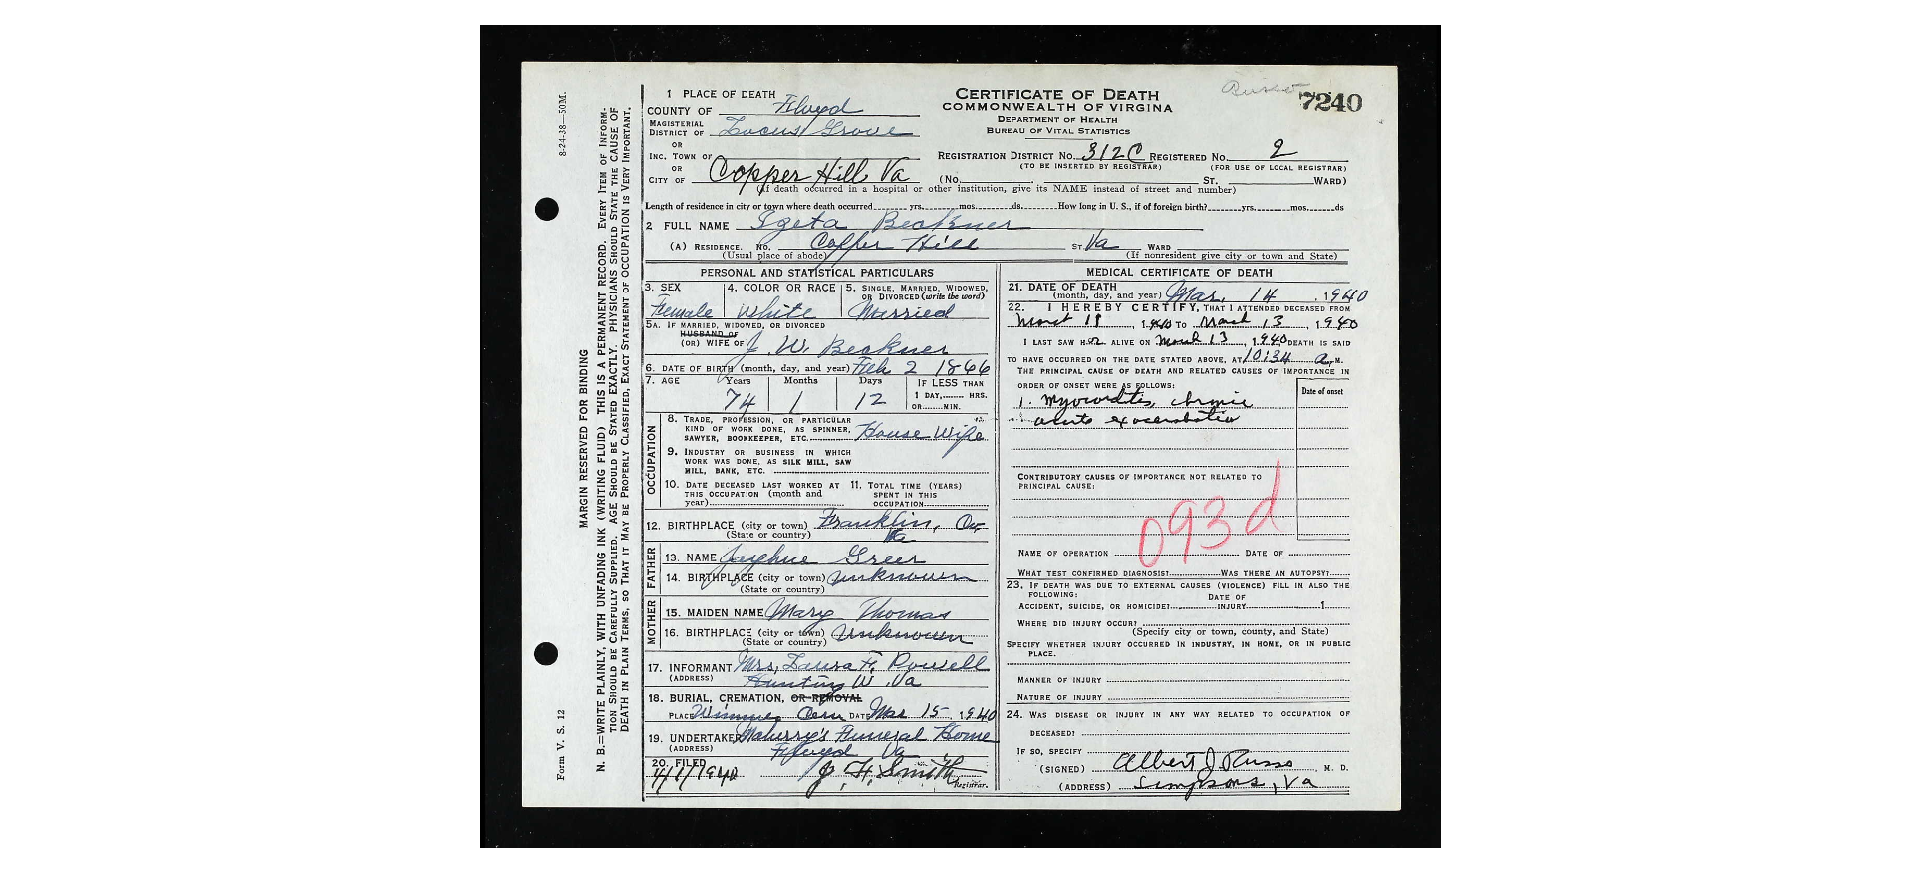 8-24-38—50M.
MARGIN RESERVED FOR BINDING
N. B.—WRITE PLAINLY, WITH UNFADING INK (WRITING FLUID) THIS IS A PERMANENT RECORD. EVERY ITEM OF INFORM-
TION SHOULD BE CAREFULLY SUPPLIED. AGE SHOULD BE STATED EXACTLY. PHYSICIANS SHOULD STATE THE CAUSE OF
DEATH IN PLAIN TERMS, SO THAT IT MAY BE PROPERLY CLASSIFIED. EXACT STATEMENT OF OCCUPATION IS VERY IMPORTANT.
Form V. S. 12
CERTIFICATE OF DEATH
COMMONWEALTH OF VIRGINA
DEPARTMENT OF HEALTH
BUREAU OF VITAL STATISTICS
7240
1 PLACE OF DEATH
COUNTY OF Floyd
MAGISTERIAL
DISTRICT OF Locust Grove
OR
INC. TOWN OF
OR
CITY OF Copper Hill Va
REGISTRATION DISTRICT NO. 312C REGISTERED NO. 2
(TO BE INSERTED BY REGISTRAR) (FOR USE OF LOCAL REGISTRAR)
(NO. ST. WARD)
(If death occurred in a hospital or other institution, give its NAME instead of street and number)
Length of residence in city or town where death occurred yrs. mos. ds. How long in U. S., if of foreign birth? yrs. mos. ds
2 FULL NAME Beckner
(A) RESIDENCE. NO. Copper Hill ST. Va WARD
(Usual place of abode) (If nonresident give city or town and State)
PERSONAL AND STATISTICAL PARTICULARS
3. SEX 4. COLOR OR RACE 5. SINGLE, MARRIED, WIDOWED,
OR DIVORCED (write the word)
Female White Married
5A. IF MARRIED, WIDOWED, OR DIVORCED
HUSBAND OF
(OR) WIFE OF J. W. Beckner
6. DATE OF BIRTH (month, day, and year) Feb 2 1866
7. AGE Years Months Days IF LESS THAN
1 DAY, HRS.
OR MIN.
74 1 12
OCCUPATION
8. TRADE, PROFESSION, OR PARTICULAR
KIND OF WORK DONE, AS SPINNER,
SAWYER, BOOKKEEPER, ETC. House Wife
9. INDUSTRY OR BUSINESS IN WHICH
WORK WAS DONE, AS SILK MILL, SAW
MILL, BANK, ETC.
10. DATE DECEASED LAST WORKED AT
THIS OCCUPATION (month and
year)
11. TOTAL TIME (YEARS)
SPENT IN THIS
OCCUPATION
12. BIRTHPLACE (city or town) Franklin, Co.
(State or country) Va
FATHER
13. NAME Greer
14. BIRTHPLACE (city or town) Unknown
(State or country)
MOTHER
15. MAIDEN NAME Mary Thomas
16. BIRTHPLACE (city or town) Unknown
(State or country)
17. INFORMANT Mrs, Laura F. Powell
(ADDRESS) Hunting W. Va
18. BURIAL, CREMATION, OR REMOVAL
PLACE Cem DATE Mar 15 1940
19. UNDERTAKER Funeral Home
(ADDRESS) Floyd Va
20. FILED
4/1/1940 J. H. Smith
Registrar.
MEDICAL CERTIFICATE OF DEATH
21. DATE OF DEATH
(month, day, and year) Mar, 14, 1940
22. I HEREBY CERTIFY, THAT I ATTENDED DECEASED FROM
March 11, 1940 TO March 13, 1940
I LAST SAW HER ALIVE ON March 13, 1940 DEATH IS SAID
TO HAVE OCCURRED ON THE DATE STATED ABOVE, AT 10:34 A. M.
THE PRINCIPAL CAUSE OF DEATH AND RELATED CAUSES OF IMPORTANCE IN
ORDER OF ONSET WERE AS FOLLOWS:
Date of onset
1. Myocarditis, chronic
acute exacerbation
CONTRIBUTORY CAUSES OF IMPORTANCE NOT RELATED TO
PRINCIPAL CAUSE:
093d
NAME OF OPERATION DATE OF
WHAT TEST CONFIRMED DIAGNOSIS? WAS THERE AN AUTOPSY?
23. IF DEATH WAS DUE TO EXTERNAL CAUSES (VIOLENCE) FILL IN ALSO THE
FOLLOWING:
DATE OF
ACCIDENT, SUICIDE, OR HOMICIDE? INJURY 1
WHERE DID INJURY OCCUR?
(Specify city or town, county, and State)
SPECIFY WHETHER INJURY OCCURRED IN INDUSTRY, IN HOME, OR IN PUBLIC
PLACE.
MANNER OF INJURY
NATURE OF INJURY
24. WAS DISEASE OR INJURY IN ANY WAY RELATED TO OCCUPATION OF
DECEASED?
IF SO, SPECIFY
(SIGNED) Albert J Russo, M. D.
(ADDRESS) Simpsons, Va